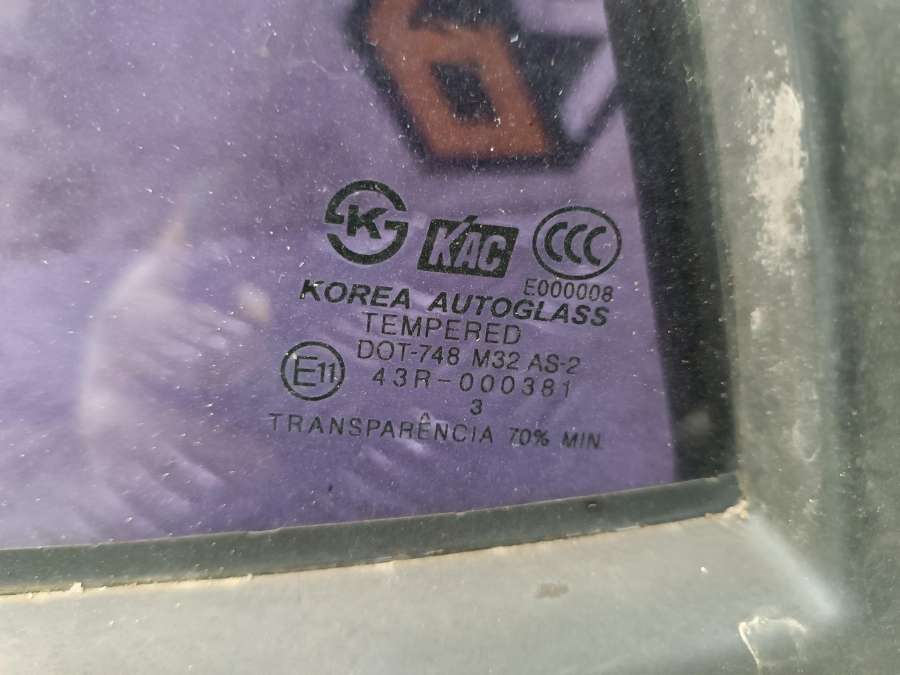 K KAC CCC
E000008
KOREA AUTOGLASS
TEMPERED
DOT-748 M32 AS-2
E11 43R-000381
3
TRANSPARÊNCIA 70% MIN.